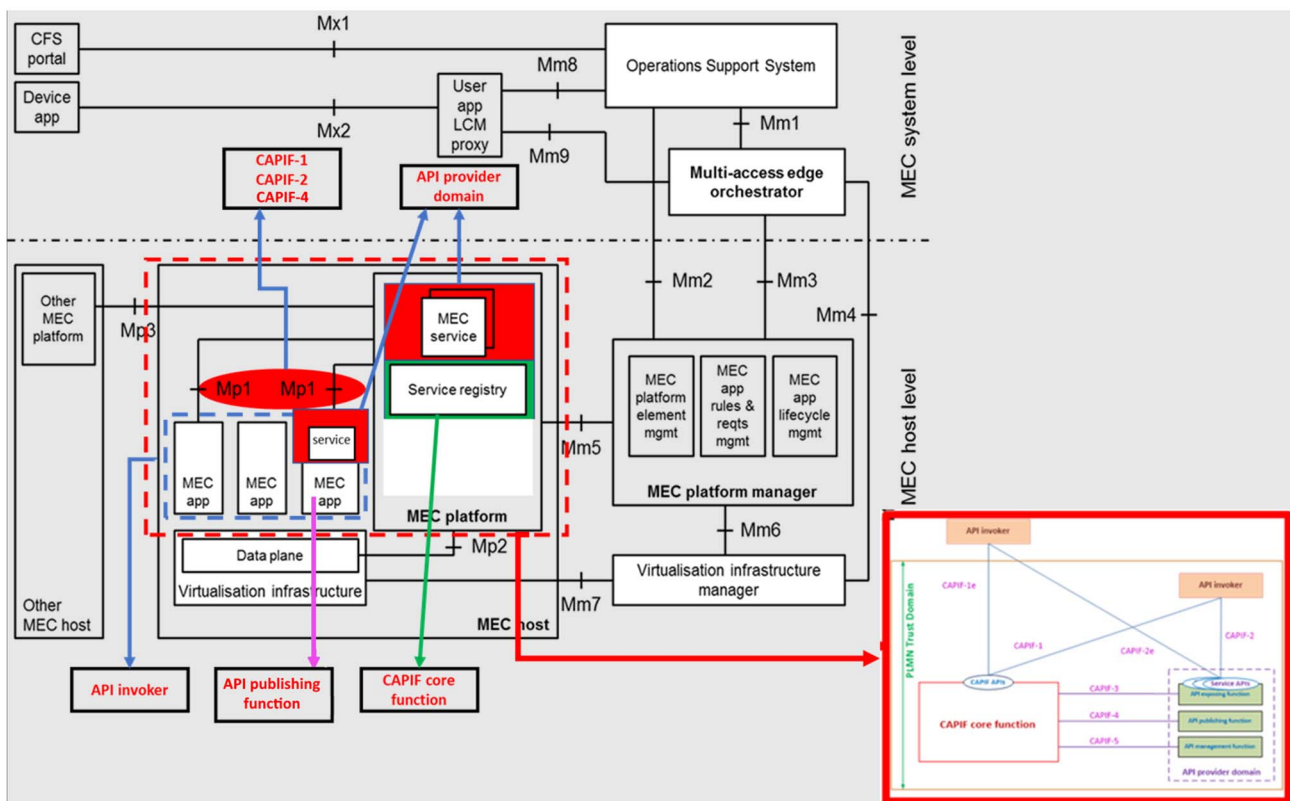 CFS
portal
Mx1
Operations Support System
Device
app
Mx2
User
app
LCM
proxy
Mm8
Mm9
Mm1
Multi-access edge
orchestrator
MEC system level
CAPIF-1
CAPIF-2
CAPIF-4
API provider
domain
Mm2
Mm3
Mm4
Other
MEC
platform
Mp3
MEC
service
Service registry
Mp1
Mp1
service
MEC
app
MEC
app
MEC
app
MEC platform
Mm5
MEC
platform
element
mgmt
MEC
app
rules &
reqts
mgmt
MEC
app
lifecycle
mgmt
MEC platform manager
MEC host level
Data plane
Mp2
Virtualisation infrastructure
Mm6
Mm7
Virtualisation infrastructure
manager
Other
MEC host
MEC host
API invoker
API publishing
function
CAPIF core
function
API invoker
API invoker
PLMN Trust Domain
CAPIF-1e
CAPIF-1
CAPIF-2
CAPIF-2e
CAPIF APIs
Service APIs
CAPIF core function
CAPIF-3
API exposing function
CAPIF-4
API publishing function
CAPIF-5
API management function
API provider domain